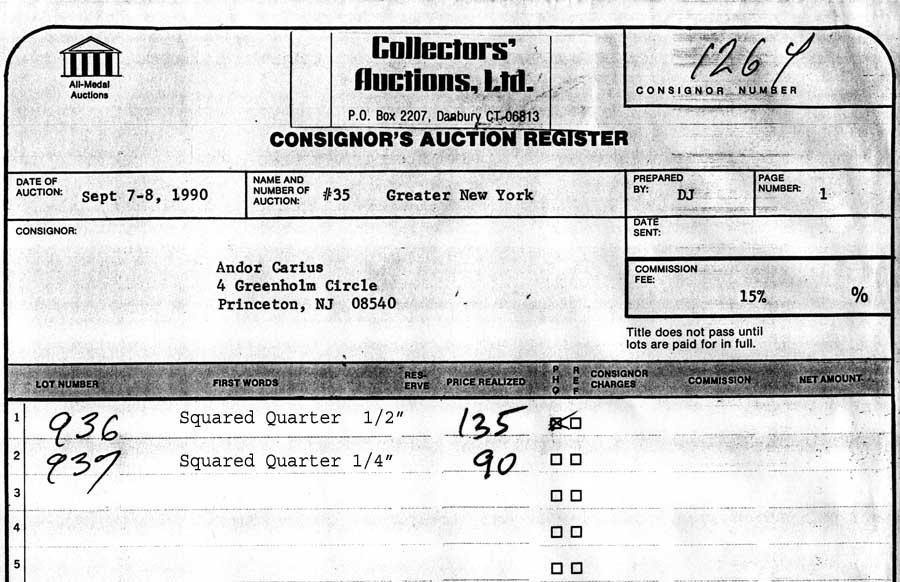 All-Medal
Auctions
Collectors'
Auctions, Ltd.
P.O. Box 2207, Danbury CT 06813
1264
CONSIGNOR NUMBER
CONSIGNOR'S AUCTION REGISTER
DATE OF
AUCTION: Sept 7-8, 1990
NAME AND
NUMBER OF
AUCTION: #35 Greater New York
PREPARED
BY: DJ
PAGE
NUMBER: 1
DATE
SENT:
CONSIGNOR:
Andor Carius
4 Greenholm Circle
Princeton, NJ 08540
COMMISSION
FEE:
15% %
Title does not pass until
lots are paid for in full.
LOT NUMBER FIRST WORDS RES-ERVE PRICE REALIZED PHO REF CONSIGNOR CHARGES COMMISSION NET AMOUNT
1 936 Squared Quarter 1/2" 135
2 937 Squared Quarter 1/4" 90
3
4
5